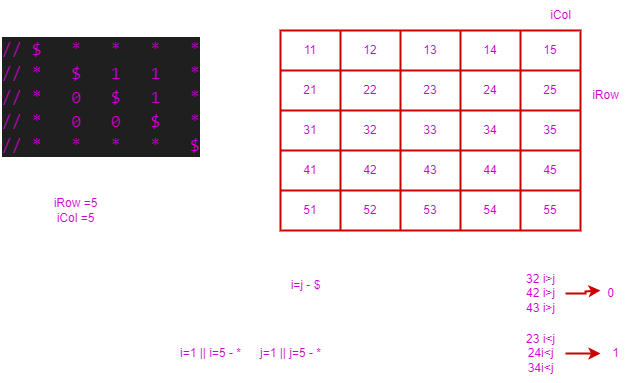 iCol
// $ * * * *
// * $ 1 1 *
// * 0 $ 1 *
// * 0 0 $ *
// * * * * $
11 12 13 14 15
21 22 23 24 25
31 32 33 34 35
41 42 43 44 45
51 52 53 54 55
iRow
iRow =5
iCol =5
i=j - $
32 i>j
42 i>j
43 i>j
0
i=1 || i=5 - * j=1 || j=5 - *
23 i<j
24i<j
34i<j
1